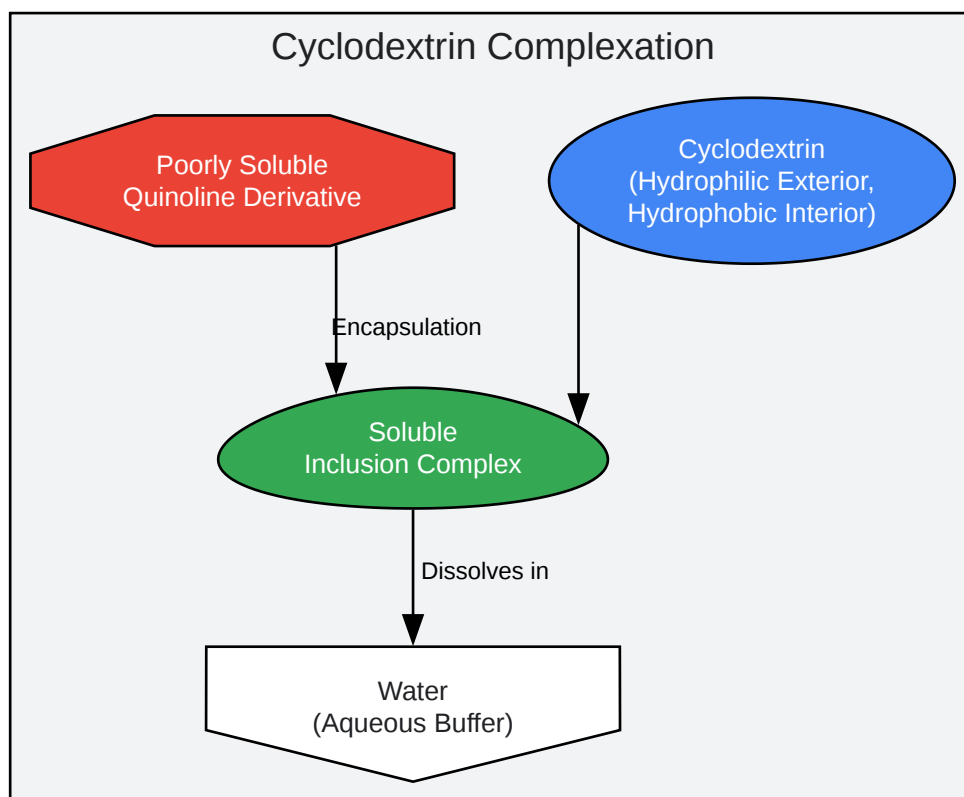 Cyclodextrin Complexation
Poorly Soluble
Quinoline Derivative
Cyclodextrin
(Hydrophilic Exterior,
Hydrophobic Interior)
Encapsulation
Soluble
Inclusion Complex
Dissolves in
Water
(Aqueous Buffer)